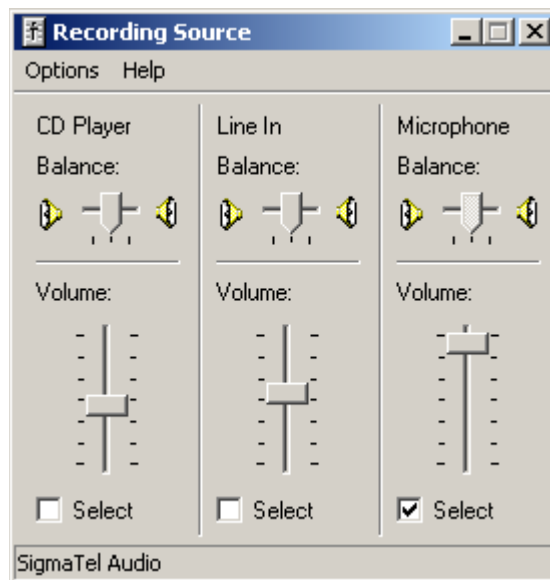 Recording Source
Options Help
CD Player Line In Microphone
Balance: Balance: Balance:
Volume: Volume: Volume:
Select Select Select
SigmaTel Audio